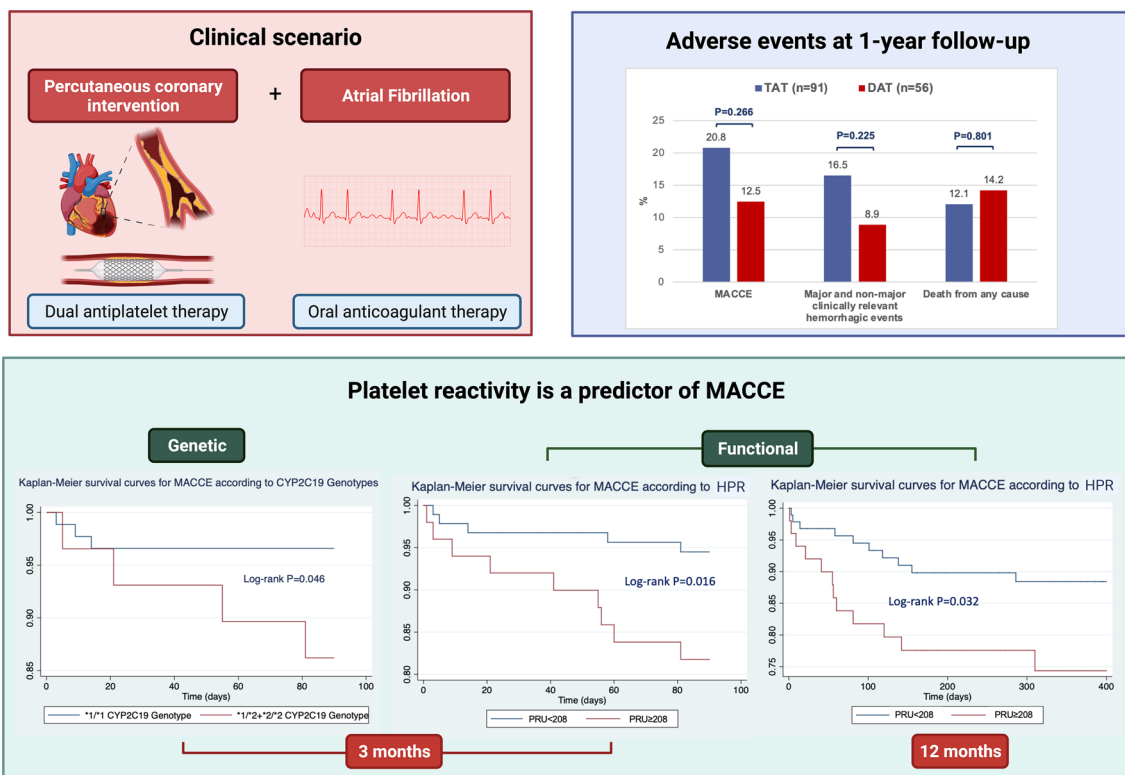 Clinical scenario
Percutaneous coronary
intervention
+
Atrial Fibrillation
Dual antiplatelet therapy
Oral anticoagulant therapy
Adverse events at 1-year follow-up
TAT (n=91)
DAT (n=56)
P=0.266
P=0.225
P=0.801
25
20
15
10
5
0
%
20.8
12.5
16.5
8.9
12.1
14.2
MACCE
Major and non-major
clinically relevant
hemorrhagic events
Death from any cause
Platelet reactivity is a predictor of MACCE
Genetic
Functional
Kaplan-Meier survival curves for MACCE according to CYP2C19 Genotypes
1.00
0.95
0.90
0.85
Log-rank P=0.046
0 20 40 60 80 100
Time (days)
*1/*1 CYP2C19 Genotype
*1/*2+*2/*2 CYP2C19 Genotype
Kaplan-Meier survival curves for MACCE according to HPR
1.00
0.95
0.90
0.85
0.80
Log-rank P=0.016
0 20 40 60 80 100
Time (days)
PRU<208
PRU≥208
Kaplan-Meier survival curves for MACCE according to HPR
1.00
0.95
0.90
0.85
0.80
0.75
Log-rank P=0.032
0 100 200 300 400
Time (days)
PRU<208
PRU≥208
3 months
12 months